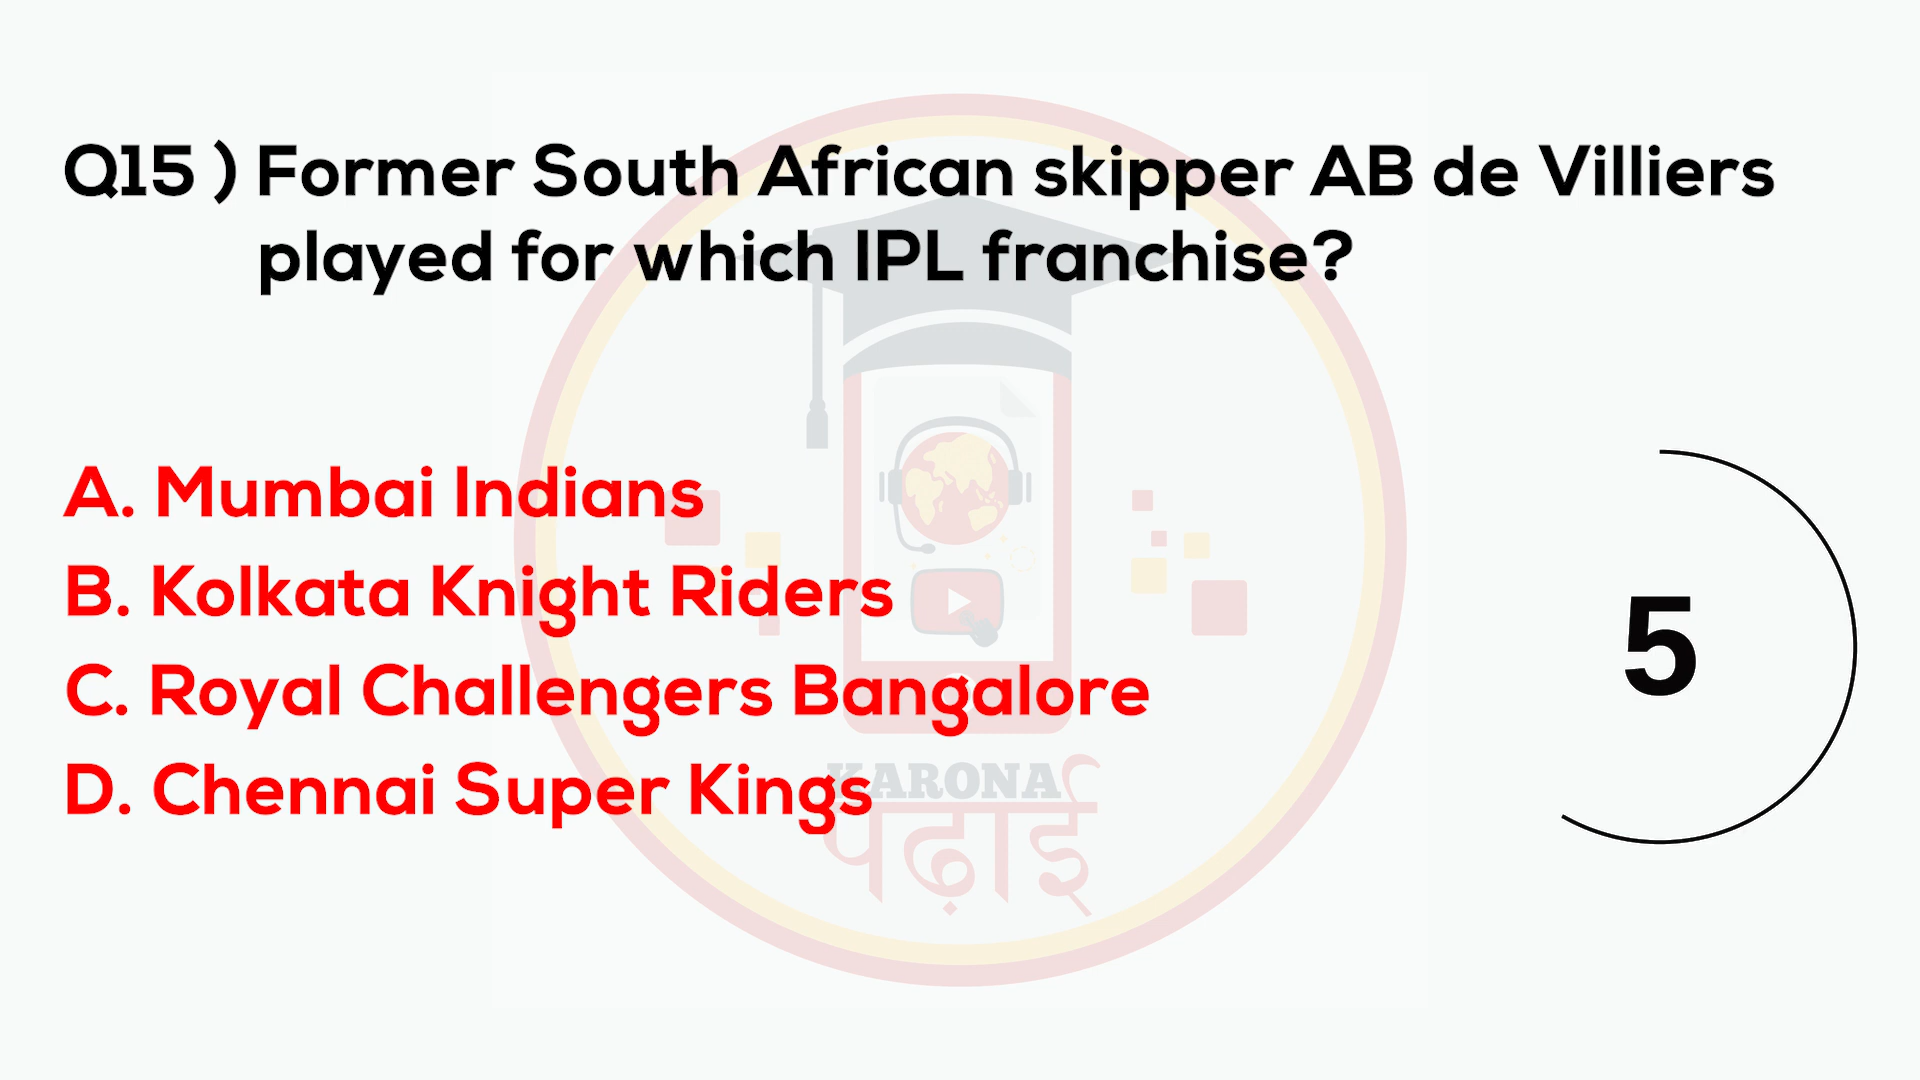 Q15 ) Former South African skipper AB de Villiers
played for which IPL franchise?
A. Mumbai Indians
B. Kolkata Knight Riders
C. Royal Challengers Bangalore
D. Chennai Super Kings
5
KARONA
पढ़ाई